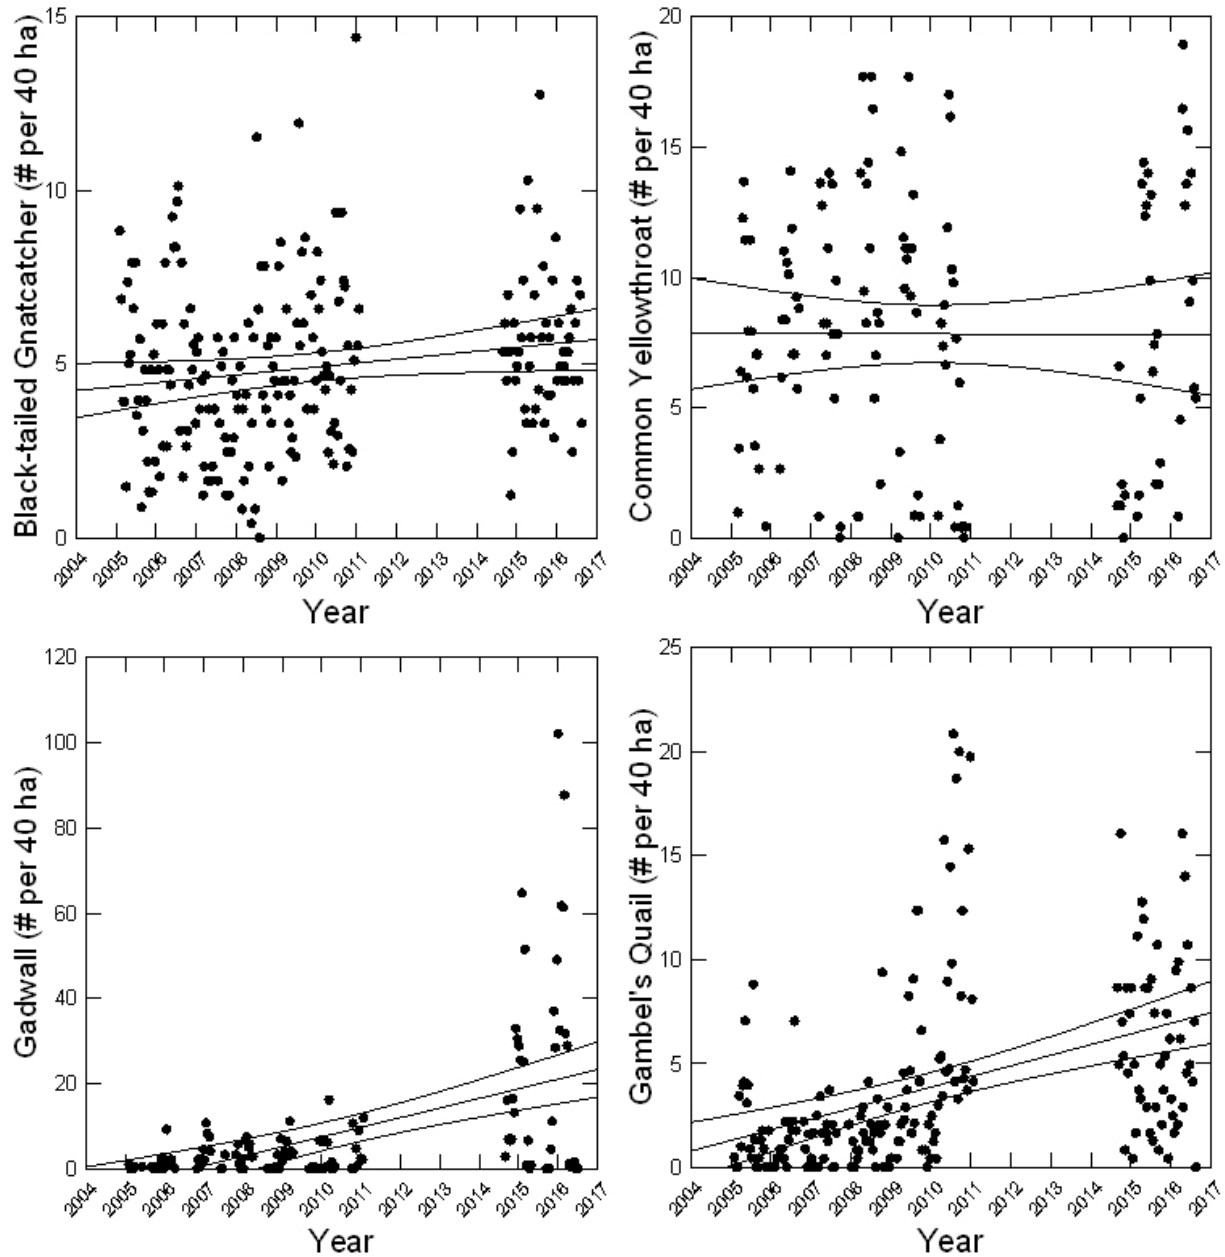 Black-tailed Gnatcatcher (# per 40 ha)
15
10
5
0
2004 2005 2006 2007 2008 2009 2010 2011 2012 2013 2014 2015 2016 2017
Year
Common Yellowthroat (# per 40 ha)
20
15
10
5
0
2004 2005 2006 2007 2008 2009 2010 2011 2012 2013 2014 2015 2016 2017
Year
Gadwall (# per 40 ha)
120
100
80
60
40
20
0
2004 2005 2006 2007 2008 2009 2010 2011 2012 2013 2014 2015 2016 2017
Year
Gambel's Quail (# per 40 ha)
25
20
15
10
5
0
2004 2005 2006 2007 2008 2009 2010 2011 2012 2013 2014 2015 2016 2017
Year